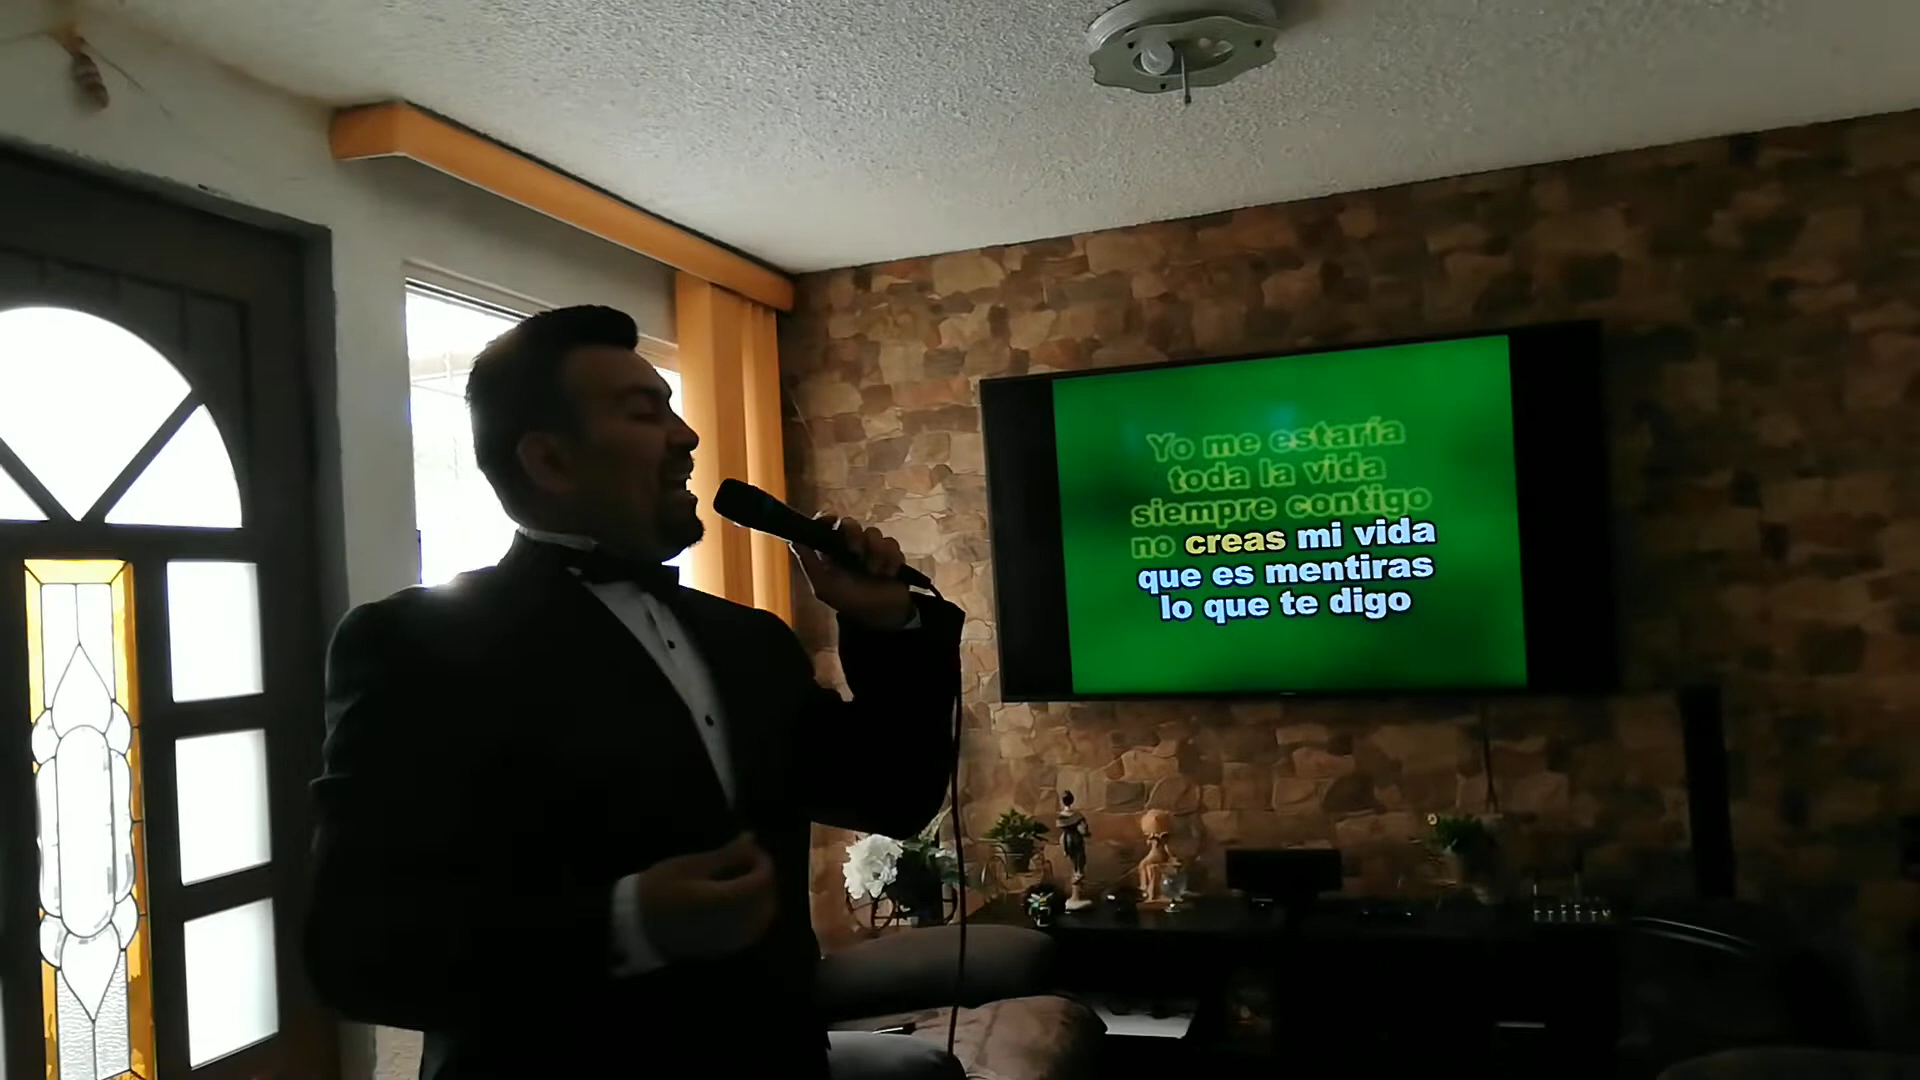 Yo me estaría
toda la vida
siempre contigo
no creas mi vida
que es mentiras
lo que te digo